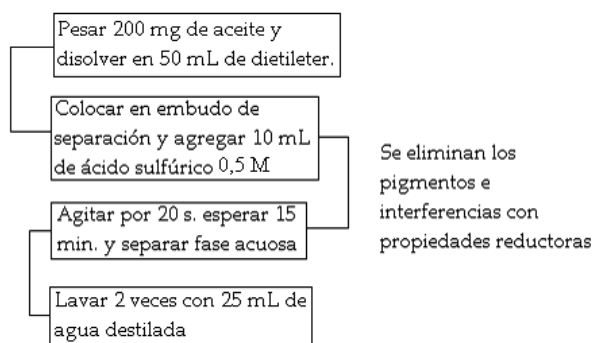 Pesar 200 mg de aceite y
disolver en 50 mL de dietileter.
Colocar en embudo de
separación y agregar 10 mL
de ácido sulfúrico 0,5 M
Se eliminan los
pigmentos e
interferencias con
propiedades reductoras
Agitar por 20 s. esperar 15
min. y separar fase acuosa
Lavar 2 veces con 25 mL de
agua destilada